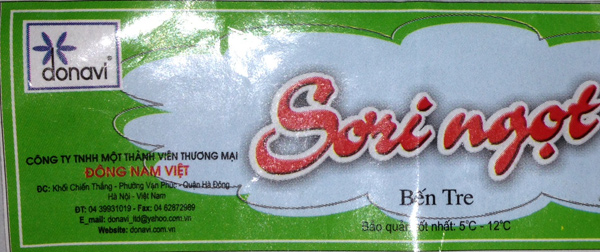 donavi®
Sơri ngọt
Bến Tre
Bảo quản tốt nhất: 5°C - 12°C
CÔNG TY TNHH MỘT THÀNH VIÊN THƯƠNG MẠI
ĐÔNG NAM VIỆT
ĐC: Khối Chiến Thắng - Phường Vạn Phúc - Quận Hà Đông
Hà Nội - Việt Nam
ĐT: 04 39931019 - Fax: 04 62872989
E_mail: donavi_ltd@yahoo.com.vn
Website: donavi.com.vn